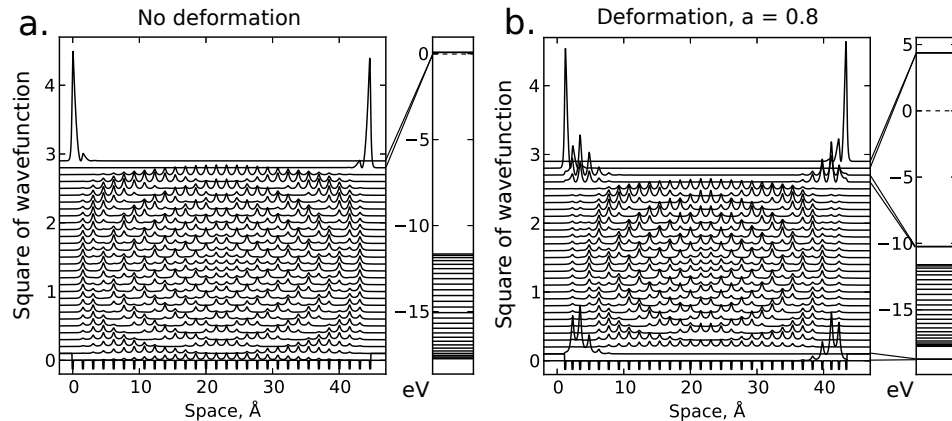 a.
No deformation
Square of wavefunction
4
3
2
1
0
0
10
20
30
40
Space, Å
0
−5
−10
−15
eV
b.
Deformation, a = 0.8
Square of wavefunction
4
3
2
1
0
0
10
20
30
40
Space, Å
5
0
−5
−10
−15
eV